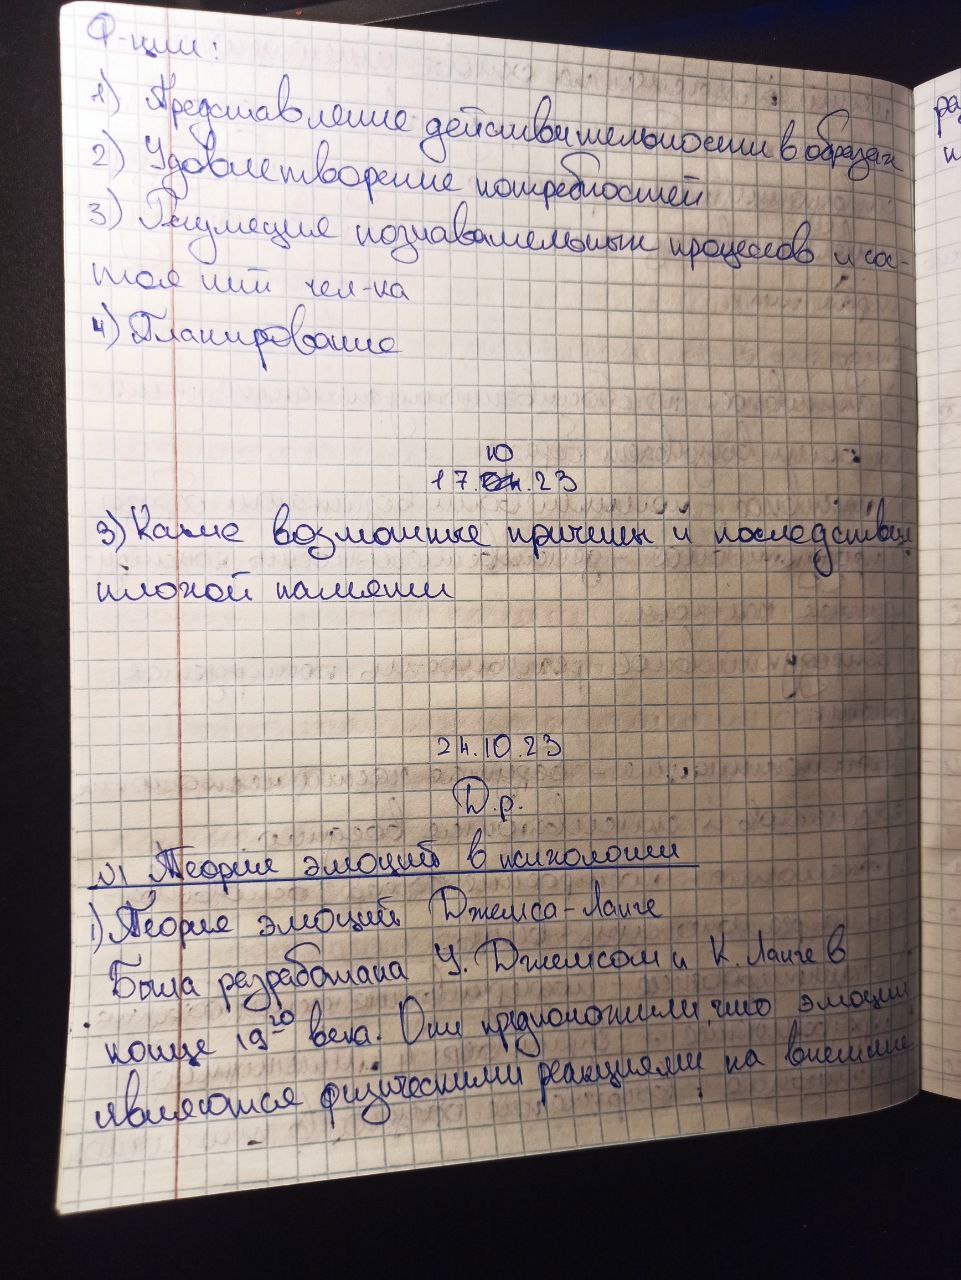 Ф-ции:
1) Представление действительности в образах
2) Удовлетворение потребностей
3) Регуляция познавательных процессов и сос-
тояний чел-ка
4) Планирование
10
17. .23
3) Какие возможные причины и последствия
плохой памяти
24.10.23
Д.р.
№1 Теории эмоций в психологии
1) Теория эмоций Джемса-Ланге
Была разработана У. Джемсом и К. Ланге в
конце 19го века. Они предположили, что эмоции
являются физическими реакциями на внешние
ра